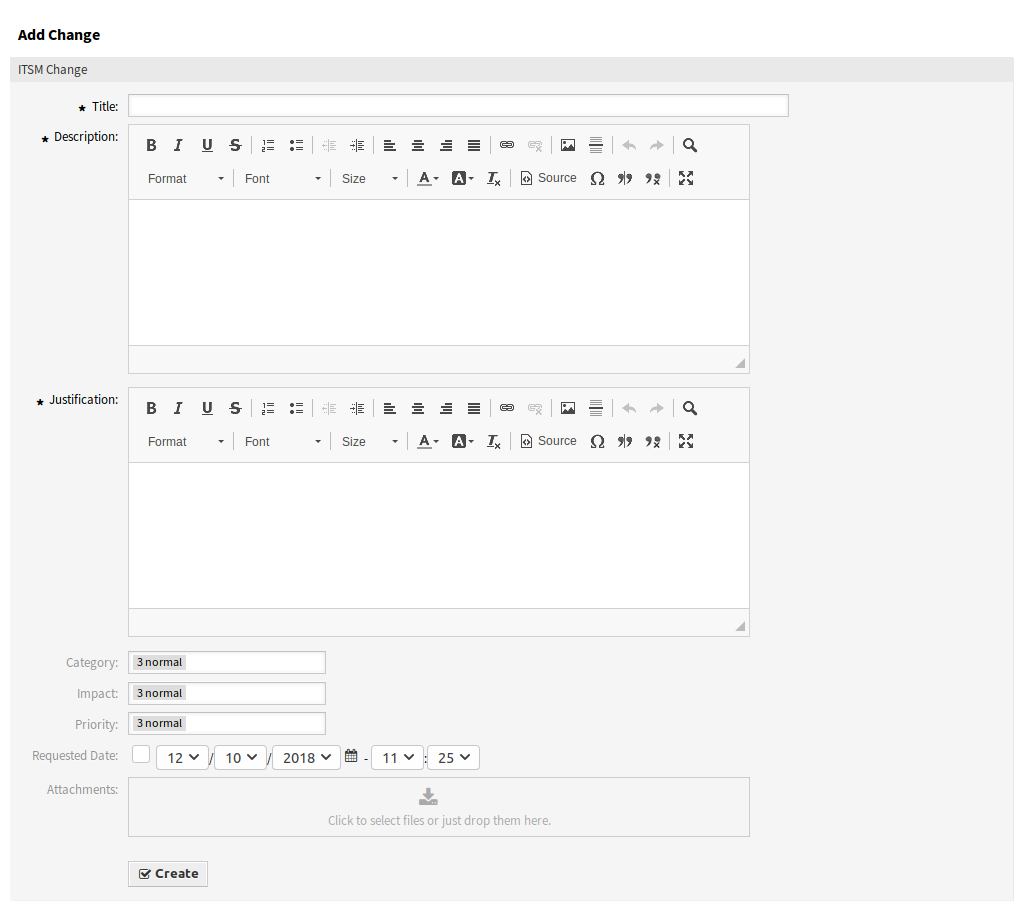 Add Change
ITSM Change
★ Title:
★ Description:
B I U S
Format Font Size A A Tx Source Ω
★ Justification:
B I U S
Format Font Size A A Tx Source Ω
Category: 3 normal
Impact: 3 normal
Priority: 3 normal
Requested Date: 12 / 10 / 2018 - 11 : 25
Attachments:
Click to select files or just drop them here.
Create